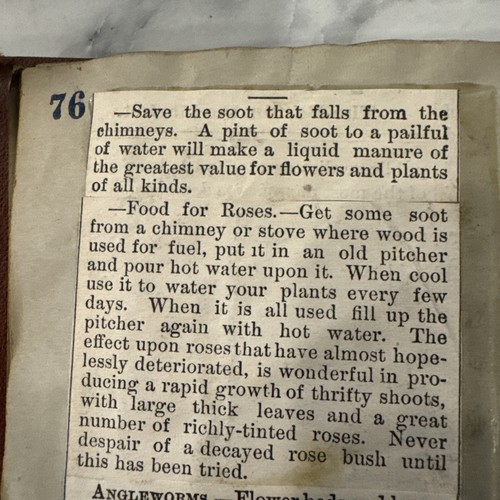 76
—Save the soot that falls from the
chimneys. A pint of soot to a pailful
of water will make a liquid manure of
the greatest value for flowers and plants
of all kinds.
—Food for Roses.—Get some soot
from a chimney or stove where wood is
used for fuel, put it in an old pitcher
and pour hot water upon it. When cool
use it to water your plants every few
days. When it is all used fill up the
pitcher again with hot water. The
effect upon roses that have almost hope-
lessly deteriorated, is wonderful in pro-
ducing a rapid growth of thrifty shoots,
with large thick leaves and a great
number of richly-tinted roses. Never
despair of a decayed rose bush until
this has been tried.
ANGLEWORMS.—Flower